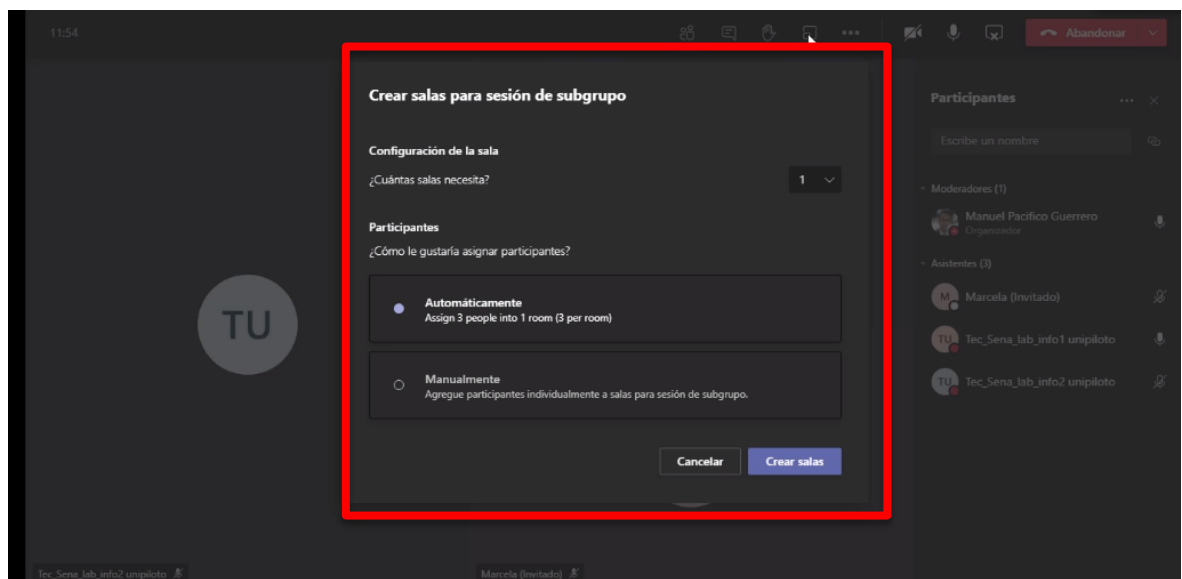 11:54
Abandonar
Crear salas para sesión de subgrupo
Configuración de la sala
¿Cuántas salas necesita?
1
Participantes
¿Cómo le gustaría asignar participantes?
Automáticamente
Assign 3 people into 1 room (3 per room)
Manualmente
Agregue participantes individualmente a salas para sesión de subgrupo.
Cancelar
Crear salas
TU
Tec_Sena_lab_info2 unipiloto
Marcela (Invitado)
Participantes
Escribe un nombre
Moderadores (1)
Manuel Pacifico Guerrero
Organizador
Asistentes (3)
M
Marcela (Invitado)
TU
Tec_Sena_lab_info1 unipiloto
TU
Tec_Sena_lab_info2 unipiloto